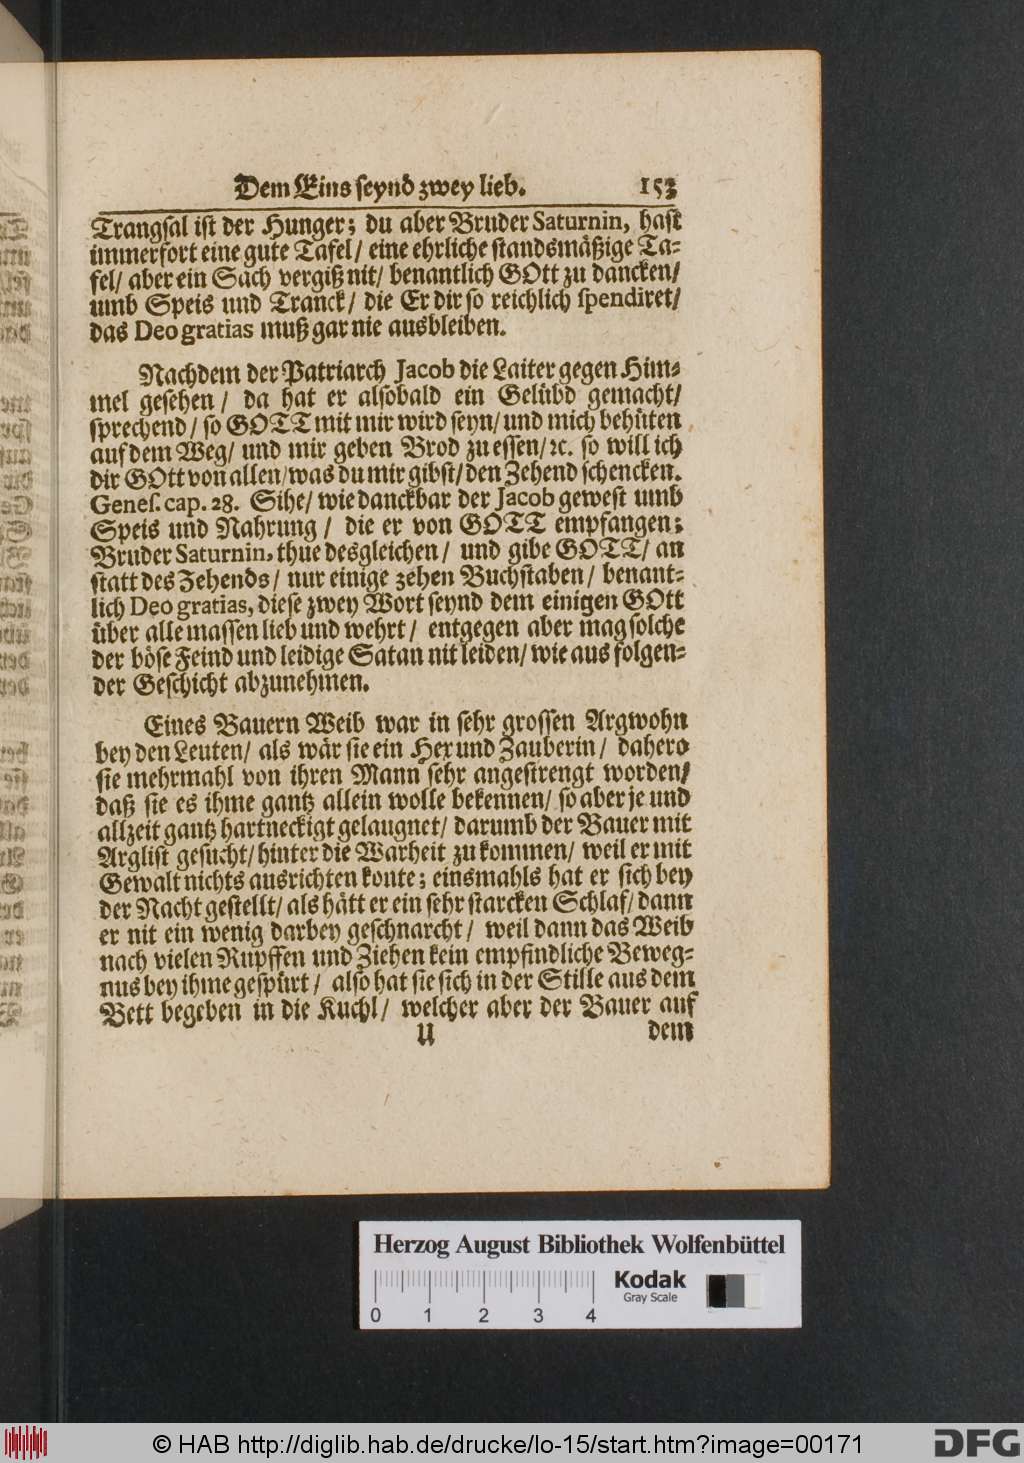 Dem Eins seynd zwey lieb. 153
Trangsal ist der Hunger; du aber Bruder Saturnin, hast
immerfort eine gute Tafel/ eine ehrliche standsmäßige Ta-
fel/ aber ein Sach vergiß nit/ benantlich GOtt zu dancken/
umb Speis und Tranck/ die Er dir so reichlich spendiret/
das Deo gratias muß gar nie ausbleiben.
Nachdem der Patriarch Jacob die Laiter gegen Him-
mel gesehen/ da hat er alsobald ein Gelübd gemacht/
sprechend/ so GOTT mit mir wird seyn/ und mich behüten
auf dem Weg/ und mir geben Brod zu essen/ ꝛc. so will ich
dir GOtt von allen/ was du mir gibst/ den Zehend schencken.
Genes. cap. 28. Sihe/ wie danckbar der Jacob gewest umb
Speis und Nahrung/ die er von GOTT empfangen;
Bruder Saturnin, thue desgleichen/ und gibe GOTT/ an
statt des Zehends/ nur einige zehen Buchstaben/ benant-
lich Deo gratias, diese zwey Wort seynd dem einigen GOtt
über alle massen lieb und wehrt/ entgegen aber mag solche
der böse Feind und leidige Satan nit leiden/ wie aus folgen-
der Geschicht abzunehmen.
Eines Bauern Weib war in sehr grossen Argwohn
bey den Leuten/ als wär sie ein Hex und Zauberin/ dahero
sie mehrmahl von ihren Mann sehr angestrengt worden/
daß sie es ihme gantz allein wolle bekennen/ so aber je und
allzeit gantz hartneckigt gelaugnet/ darumb der Bauer mit
Arglist gesucht/ hinter die Warheit zu kommen/ weil er mit
Gewalt nichts ausrichten konte; einsmahls hat er sich bey
der Nacht gestellt/ als hätt er ein sehr starcken Schlaf/ dann
er nit ein wenig darbey geschnarcht/ weil dann das Weib
nach vielen Rupffen und Ziehen kein empfindliche Beweg-
nus bey ihme gespürt/ also hat sie sich in der Stille aus dem
Bett begeben in die Kuchl/ welcher aber der Bauer auf
U dem
Herzog August Bibliothek Wolfenbüttel
Kodak
Gray Scale
0 1 2 3 4
© HAB http://diglib.hab.de/drucke/lo-15/start.htm?image=00171
DFG